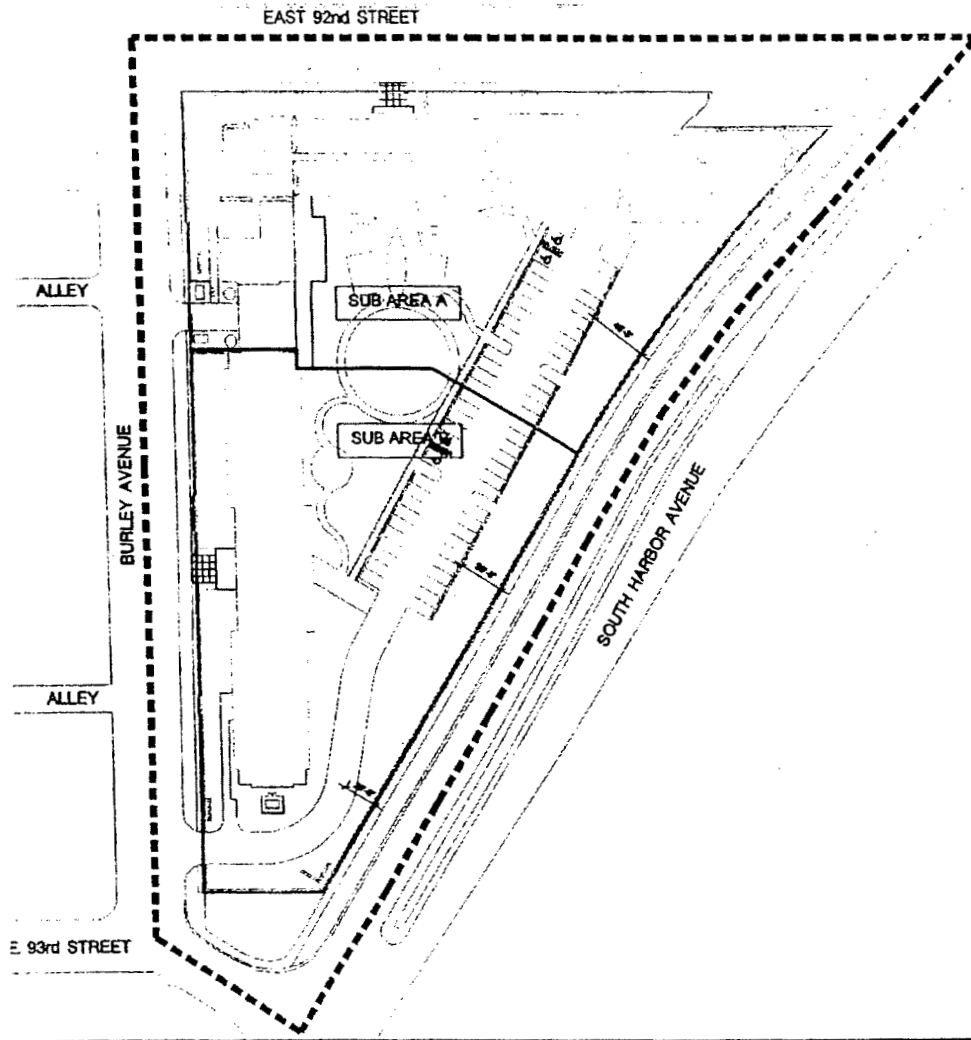 EAST 92nd STREET
ALLEY
SUB AREA A
BURLEY AVENUE
SUB AREA
SOUTH HARBOR AVENUE
ALLEY
E. 93rd STREET